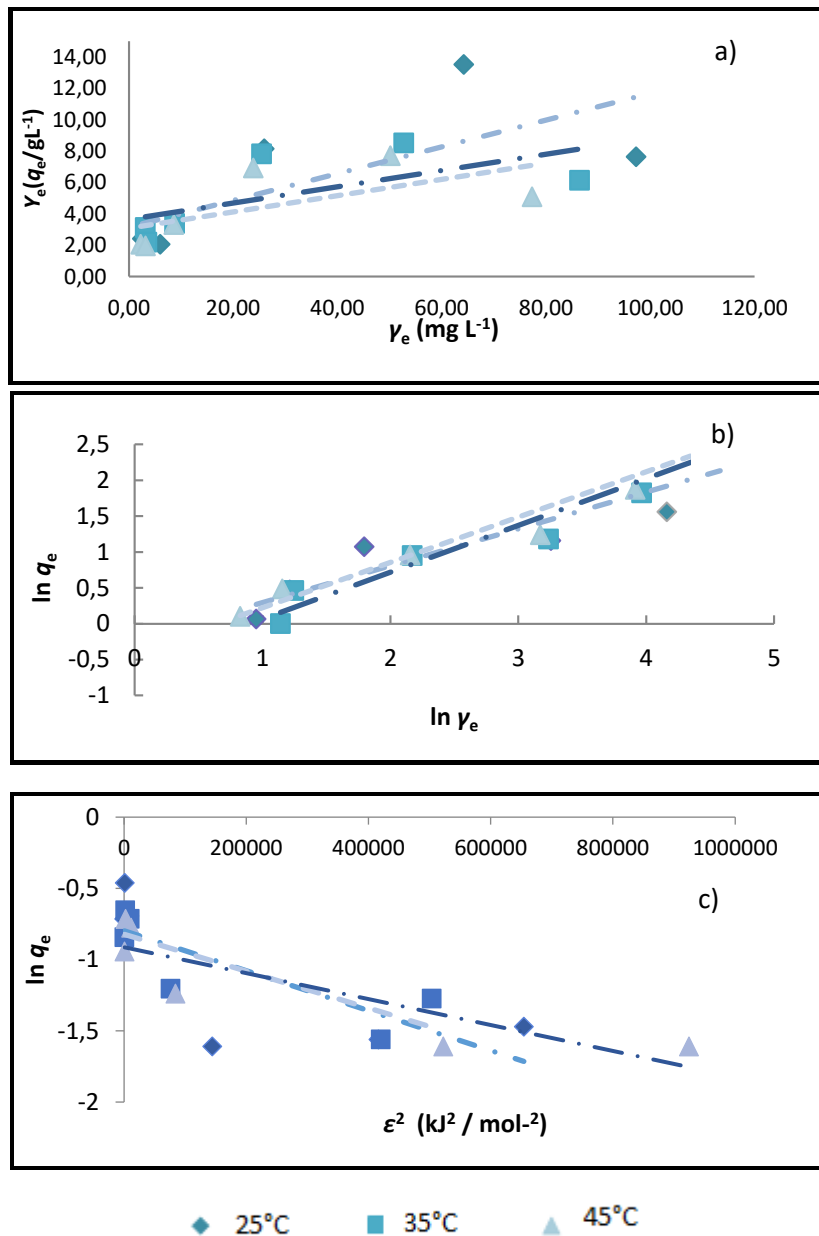 a)
14,00
12,00
10,00
8,00
6,00
4,00
2,00
0,00
0,00 20,00 40,00 60,00 80,00 100,00 120,00
Yₑ(qₑ/gL⁻¹)
γₑ (mg L⁻¹)
b)
2,5
2
1,5
1
0,5
0
-0,5
-1
0 1 2 3 4 5
ln qₑ
ln γₑ
0
0 200000 400000 600000 800000 1000000
c)
-0,5
-1
-1,5
-2
ln qₑ
ε² (kJ² / mol-²)
25°C 35°C 45°C